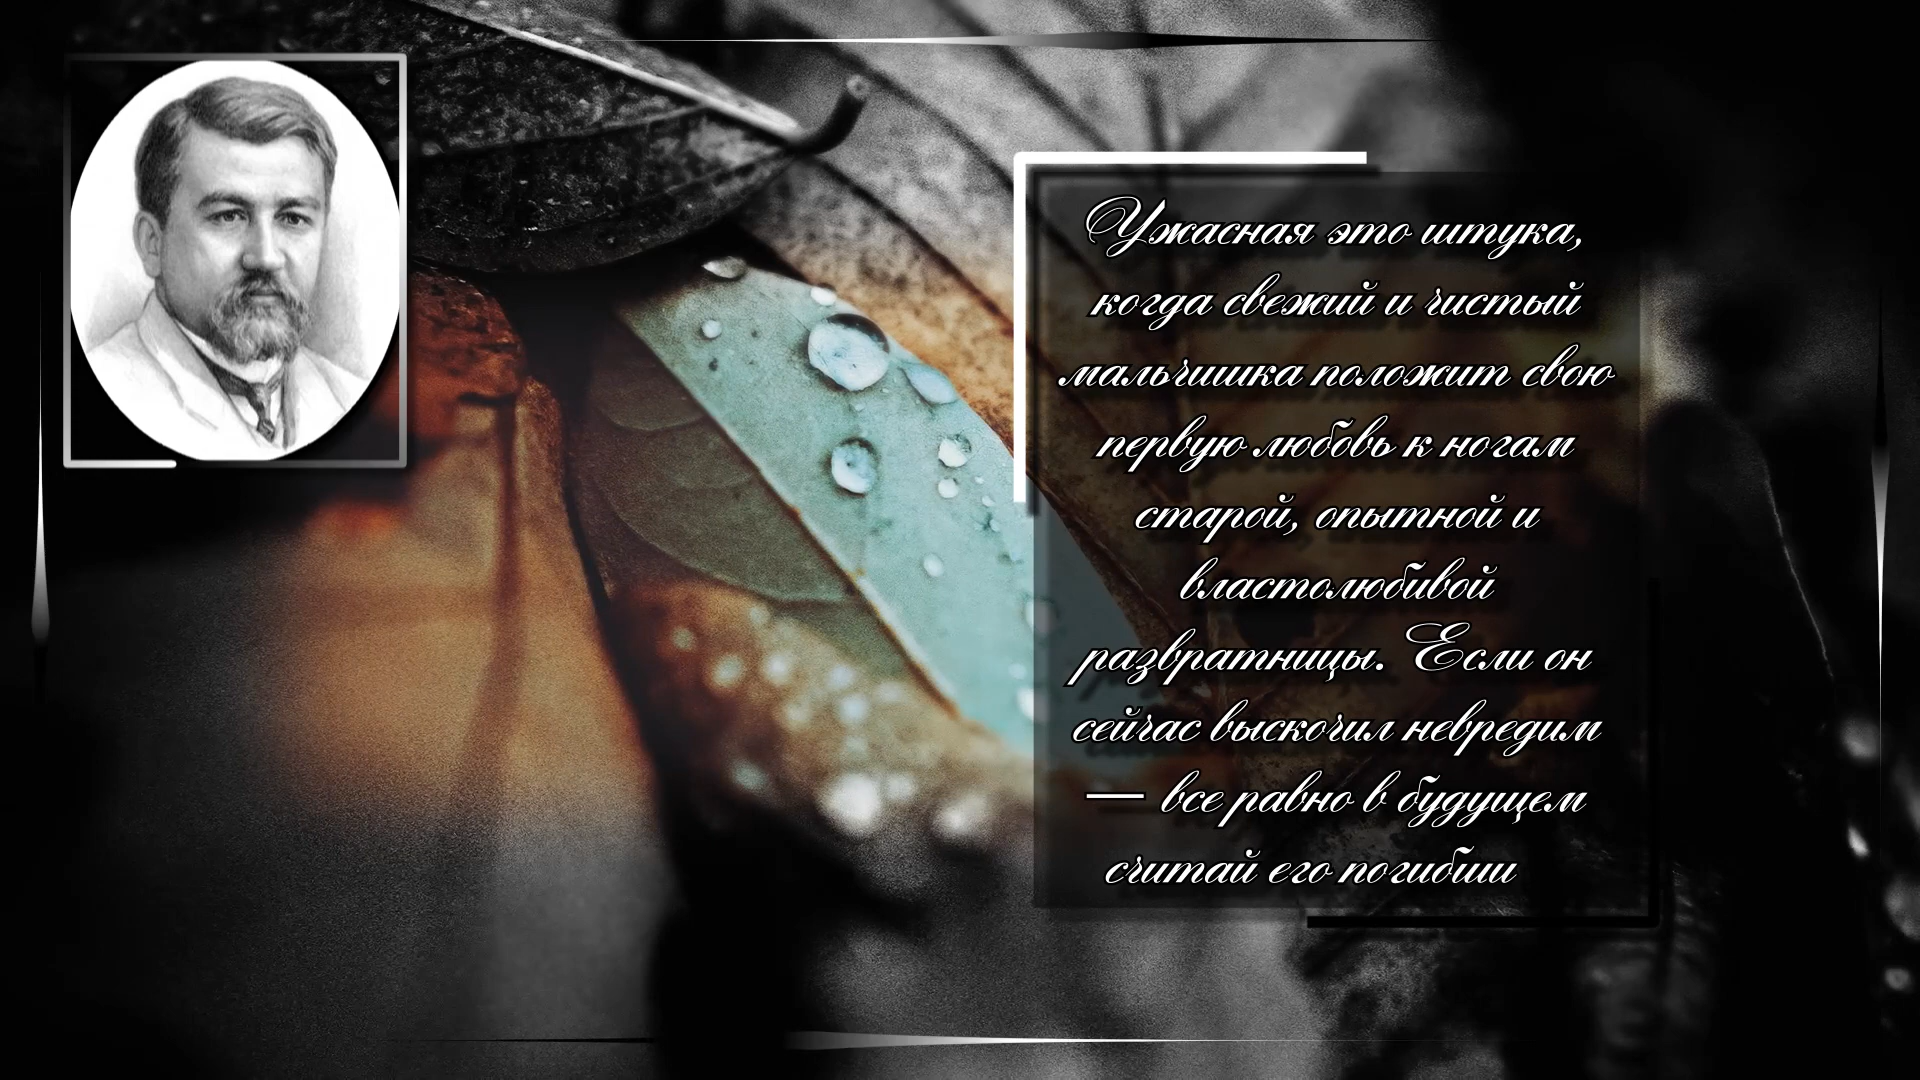 Ужасная это штука,
когда свежий и чистый
мальчишка положит свою
первую любовь к ногам
старой, опытной и
властолюбивой
развратницы. Если он
сейчас выскочил невредим
— все равно в будущем
считай его погибши